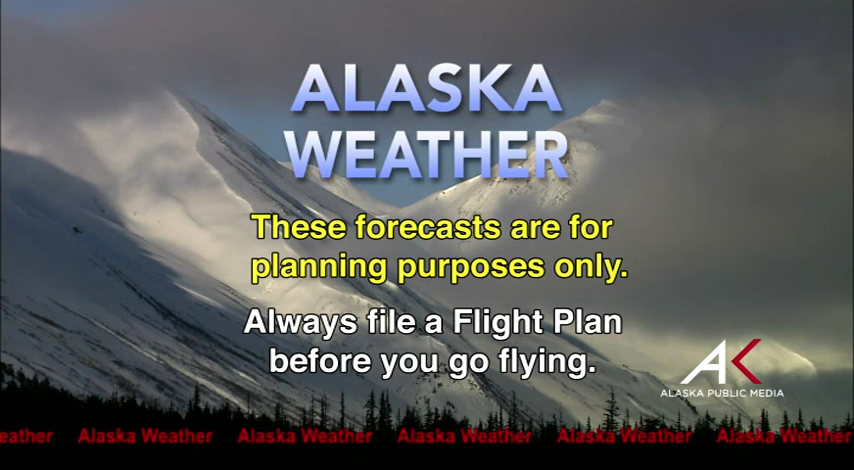 ALASKA
WEATHER
These forecasts are for
planning purposes only.
Always file a Flight Plan
before you go flying.
AK
ALASKA PUBLIC MEDIA
eather Alaska Weather Alaska Weather Alaska Weather Alaska Weather Alaska Weather